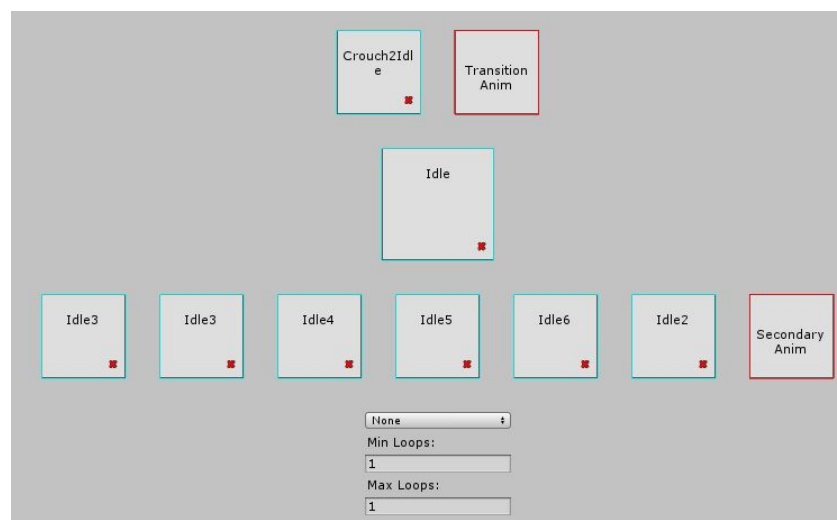 Crouch2Idl
e
Transition
Anim
Idle
Idle3
Idle3
Idle4
Idle5
Idle6
Idle2
Secondary
Anim
None
Min Loops:
1
Max Loops:
1